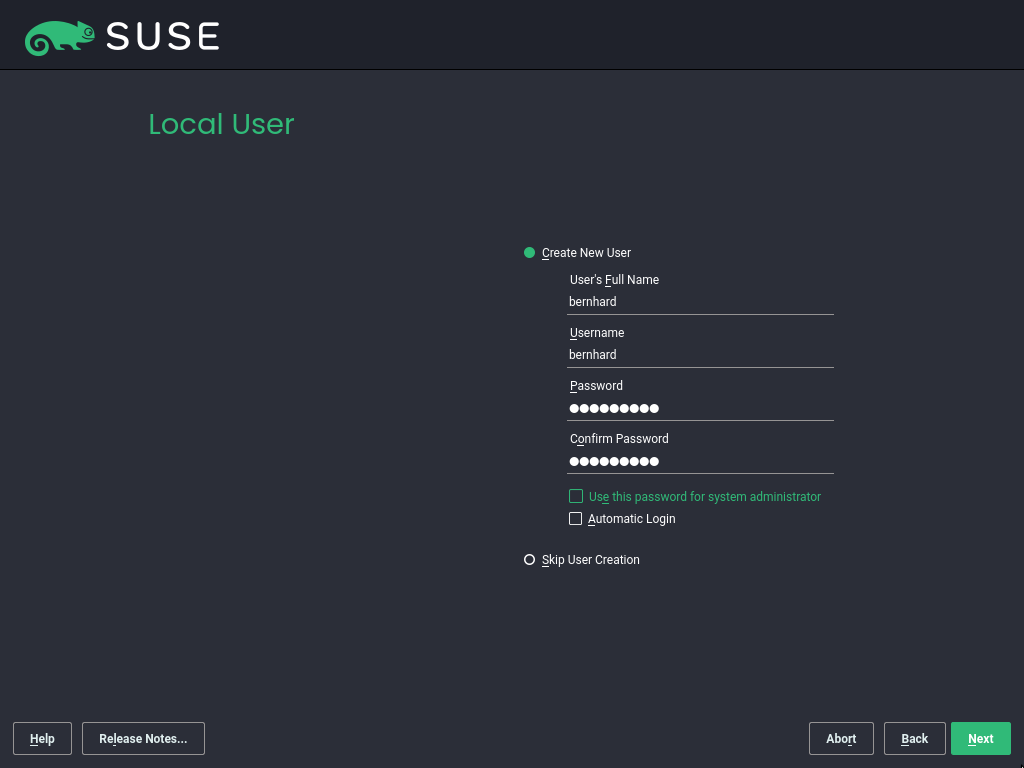 SUSE
Local User
Create New User
User's Full Name
bernhard
Username
bernhard
Password
●●●●●●●●●
Confirm Password
●●●●●●●●●
Use this password for system administrator
Automatic Login
Skip User Creation
Help Release Notes... Abort Back Next